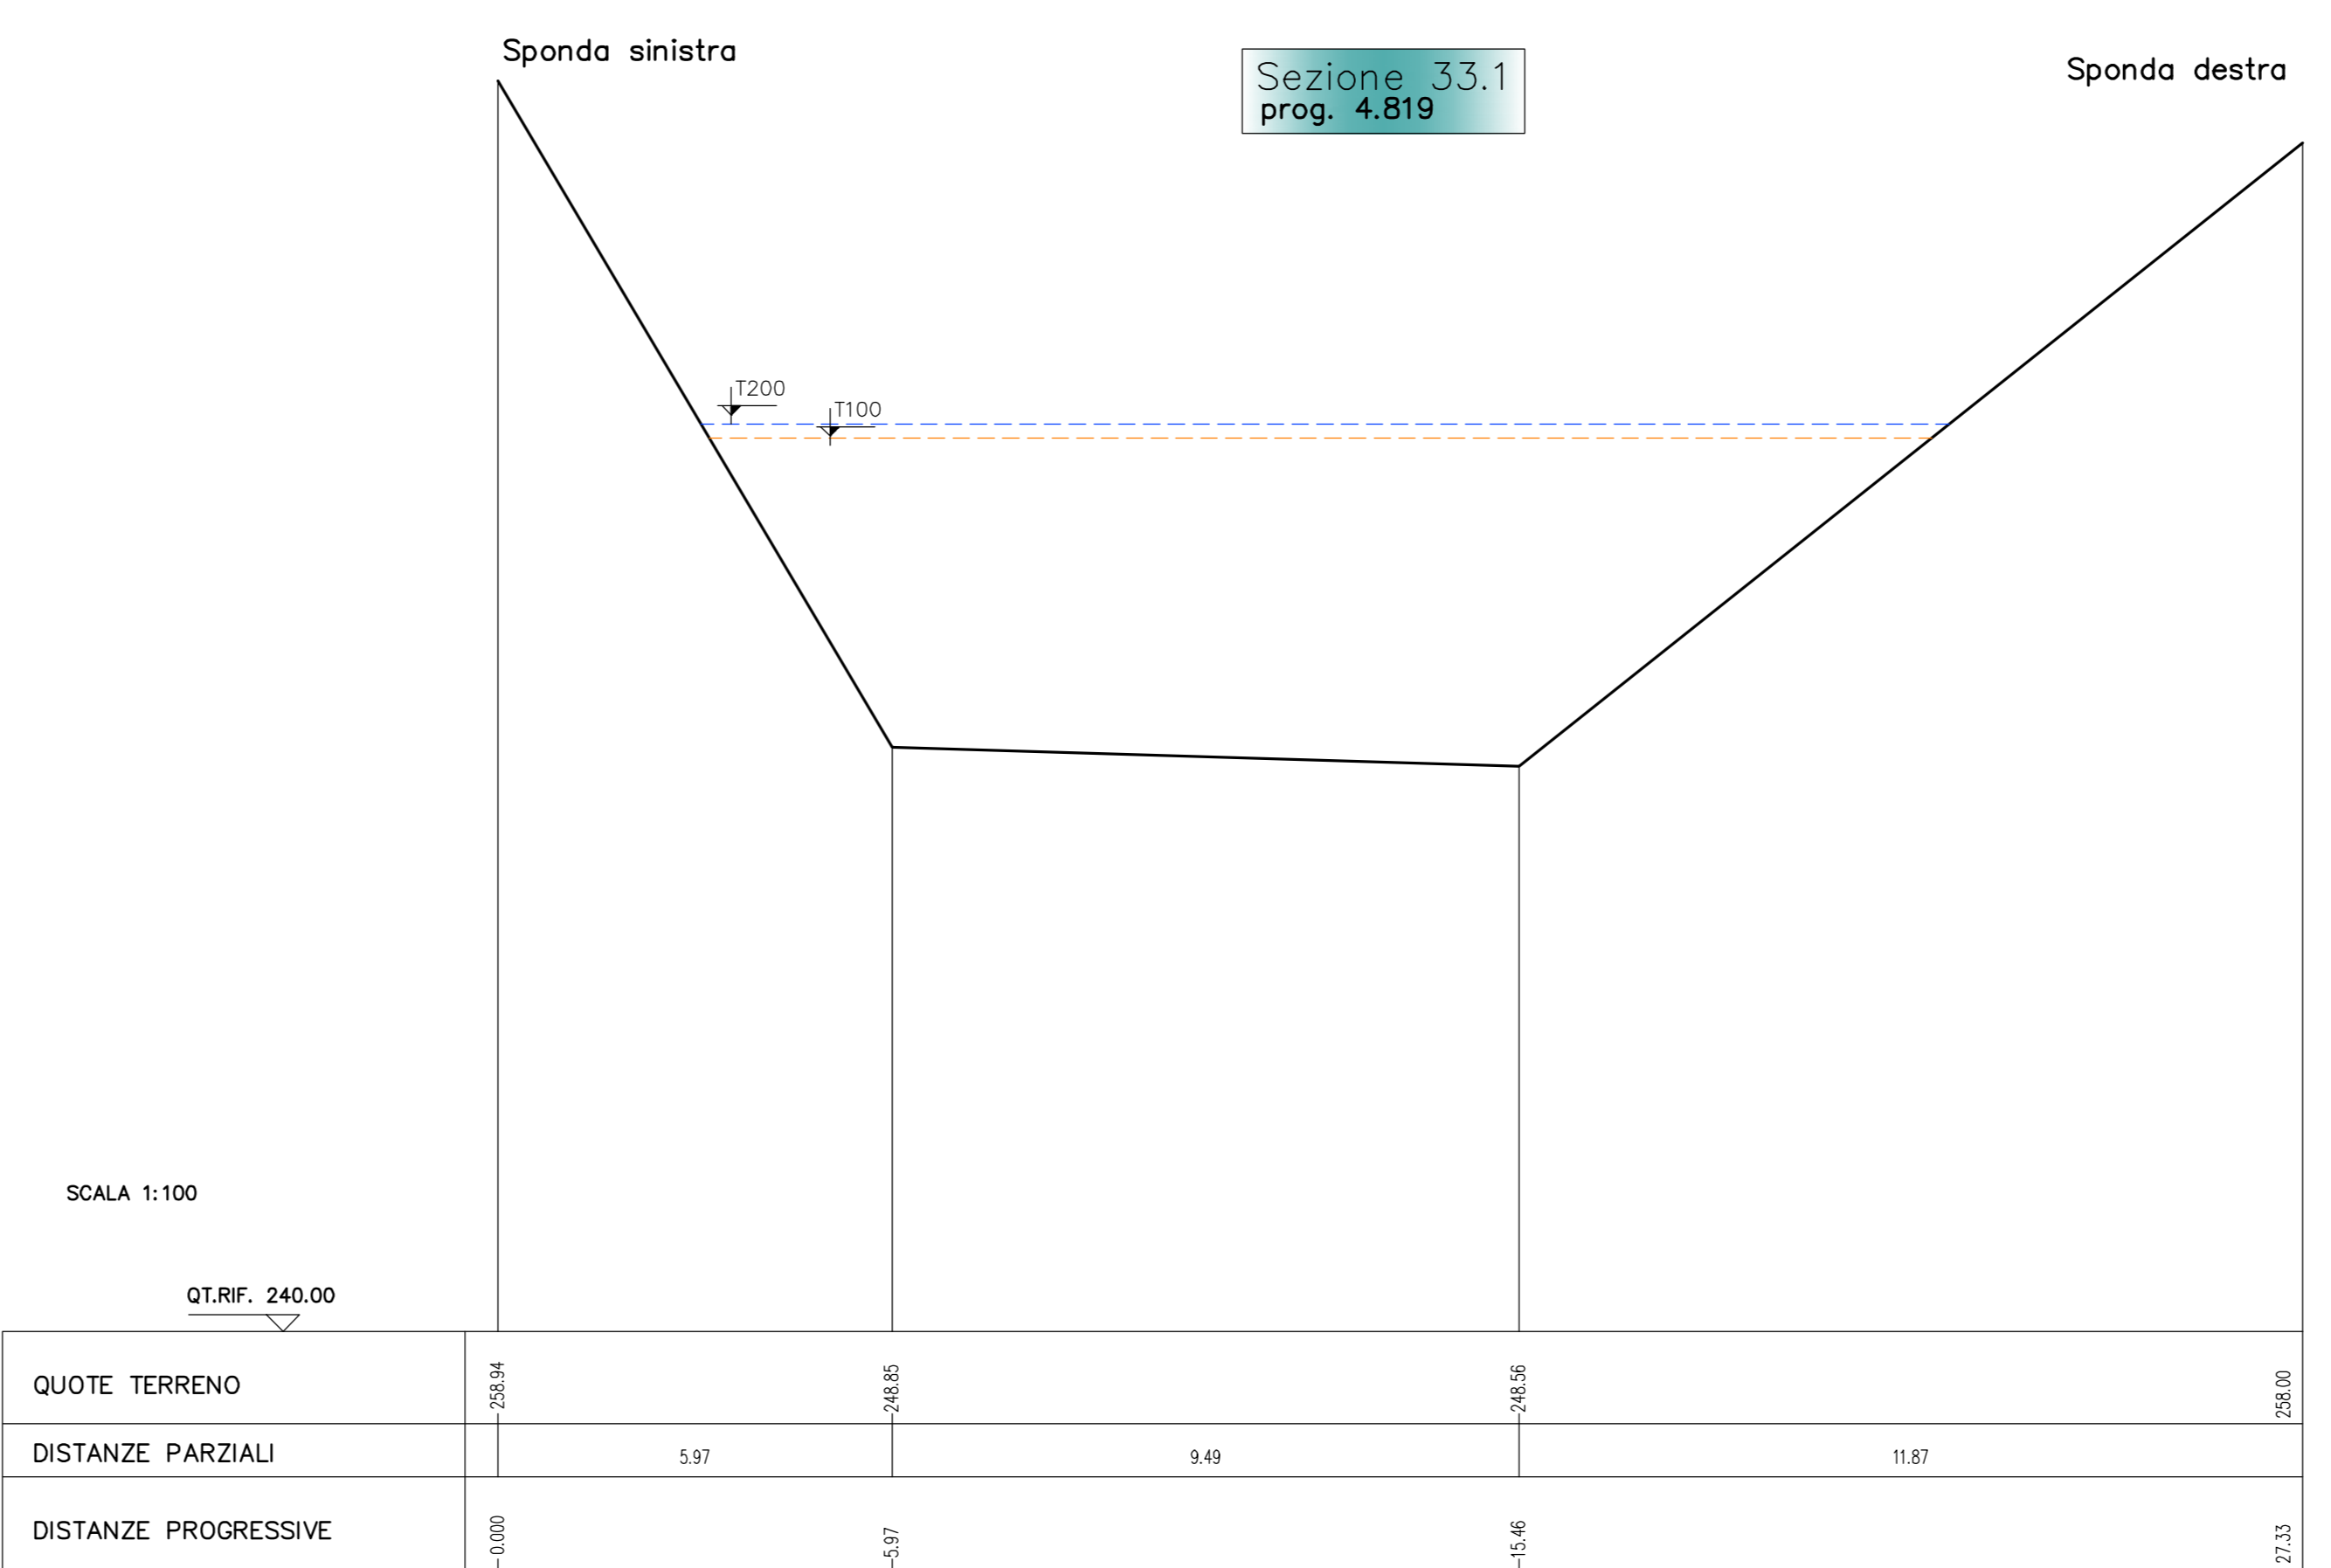 Sponda sinistra
Sezione 33.1
prog. 4.819
Sponda destra
T200
T100
SCALA 1:100
QT.RIF. 240.00
QUOTE TERRENO 258.94 248.85 248.56 258.00
DISTANZE PARZIALI 5.97 9.49 11.87
DISTANZE PROGRESSIVE 0.000 5.97 15.46 27.33